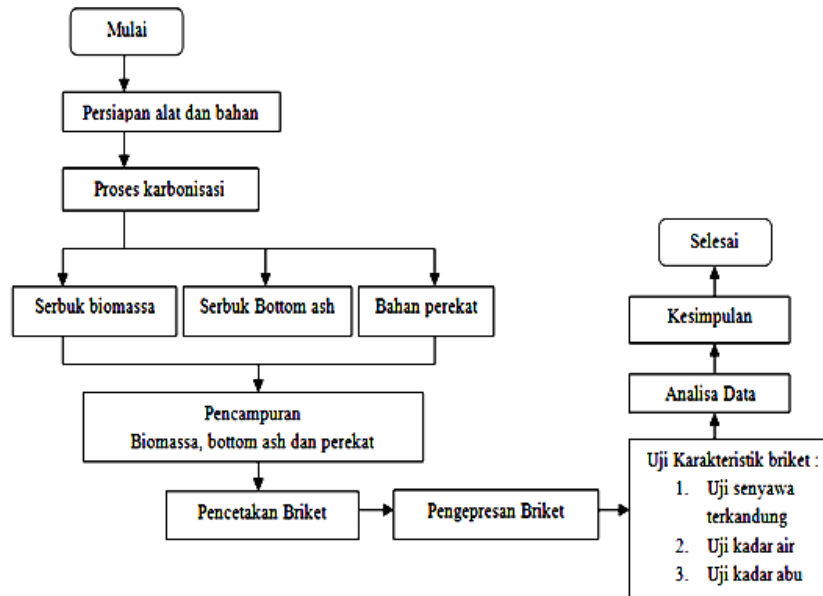 Mulai
Persiapan alat dan bahan
Proses karbonisasi
Serbuk biomassa
Serbuk Bottom ash
Bahan perekat
Pencampuran
Biomassa, bottom ash dan perekat
Pencetakan Briket
Pengepresan Briket
Uji Karakteristik briket :
1. Uji senyawa
terkandung
2. Uji kadar air
3. Uji kadar abu
Analisa Data
Kesimpulan
Selesai